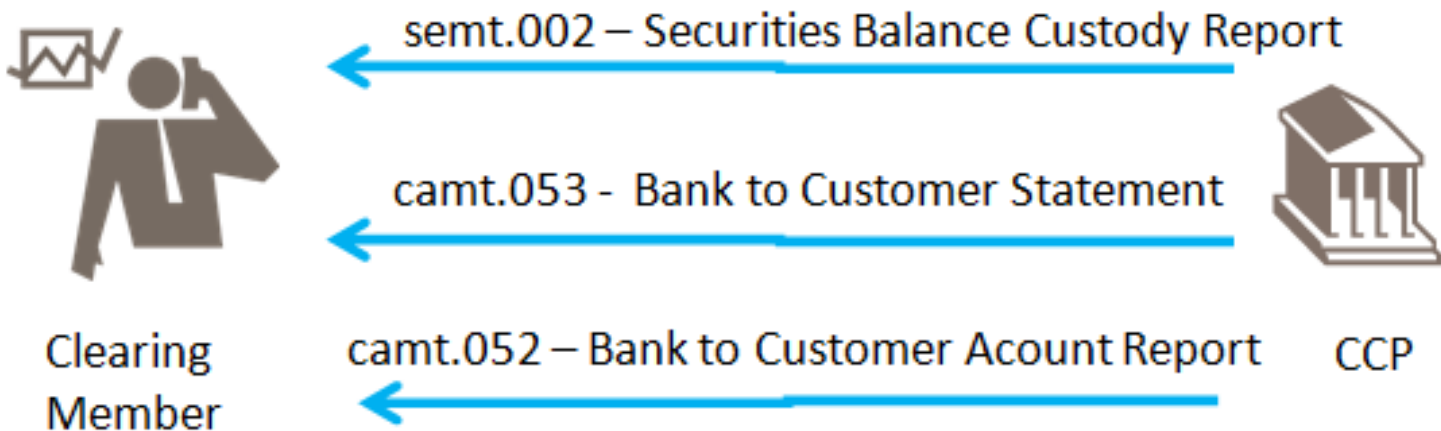 semt.002 – Securities Balance Custody Report
camt.053 - Bank to Customer Statement
camt.052 – Bank to Customer Acount Report
Clearing
Member
CCP